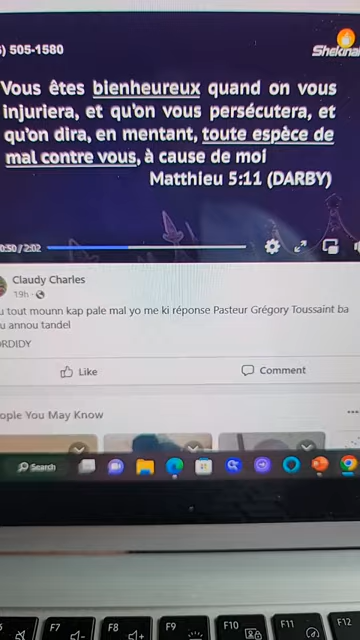 505-1580
Shekinah
Vous êtes bienheureux quand on vous
injuriera, et qu'on vous persécutera, et
qu'on dira, en mentant, toute espèce de
mal contre vous, à cause de moi
Matthieu 5:11 (DARBY)
0:50 / 2:02
Claudy Charles
19h
tout mounn kap pale mal yo me ki réponse Pasteur Grégory Toussaint ba
annou tandel
RDIDY
Like
Comment
ople You May Know
Search
F7
F8
F9
F10
F11
F12